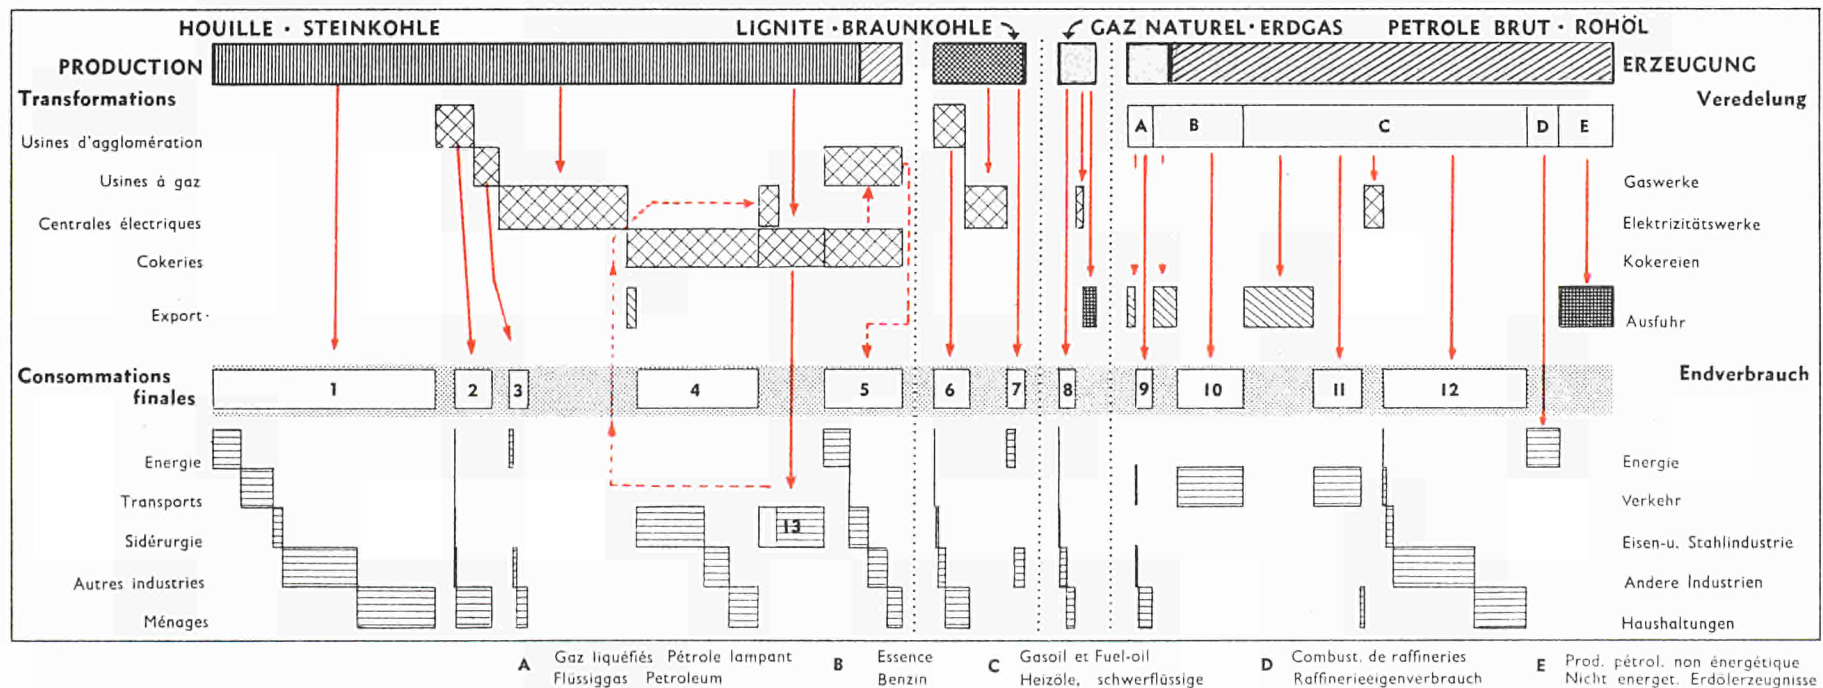 HOUILLE · STEINKOHLE
LIGNITE · BRAUNKOHLE
GAZ NATUREL · ERDGAS
PETROLE BRUT · ROHÖL
PRODUCTION
ERZEUGUNG
Transformations
Veredelung
A B C D E
Usines d'agglomération
Usines à gaz
Gaswerke
Centrales électriques
Elektrizitätswerke
Cokeries
Kokereien
Export
Ausfuhr
Consommations
finales
Endverbrauch
1 2 3 4 5 6 7 8 9 10 11 12
Energie
Energie
Transports
Verkehr
13
Sidérurgie
Eisen-u. Stahlindustrie
Autres industries
Andere Industrien
Ménages
Haushaltungen
A Gaz liquéfiés Pétrole lampant
Flüssiggas Petroleum
B Essence
Benzin
C Gasoil et Fuel-oil
Heizöle, schwerflüssige
D Combust. de raffineries
Raffinerieeigenverbrauch
E Prod. pétrol. non énergétique
Nicht energet. Erdölerzeugnisse